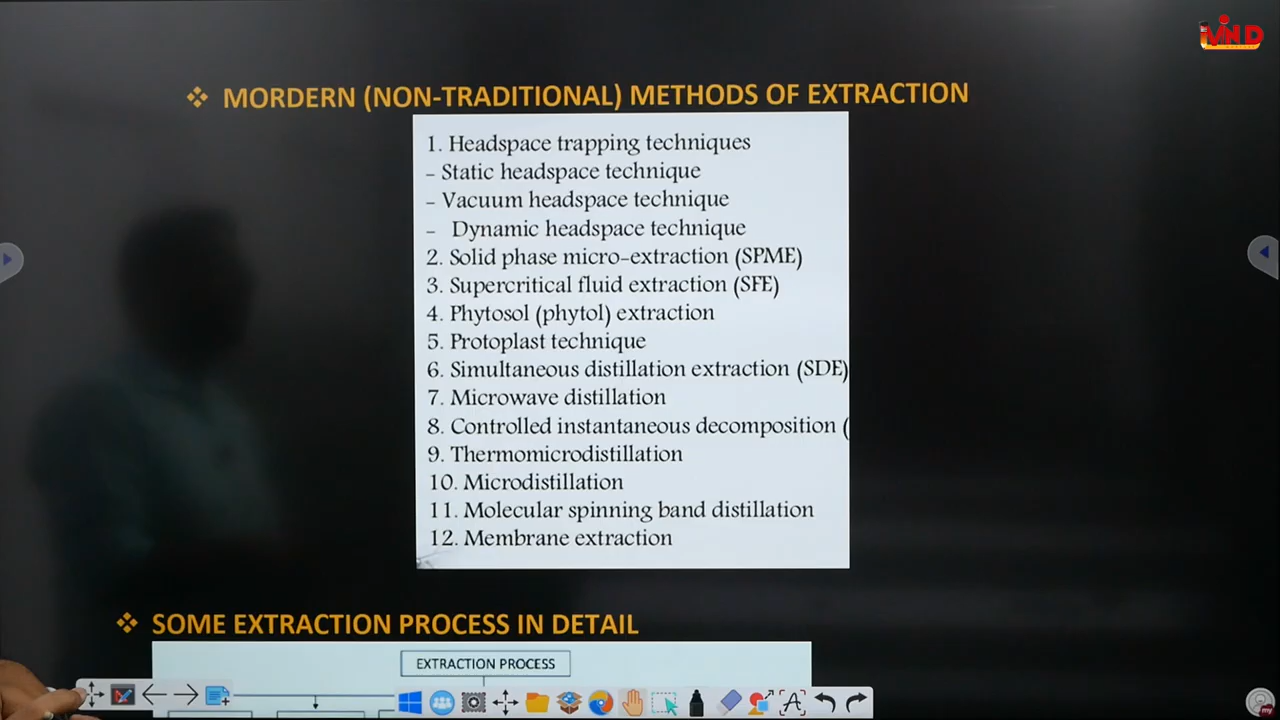 MIND
❖ MORDERN (NON-TRADITIONAL) METHODS OF EXTRACTION
1. Headspace trapping techniques
– Static headspace technique
– Vacuum headspace technique
– Dynamic headspace technique
2. Solid phase micro-extraction (SPME)
3. Supercritical fluid extraction (SFE)
4. Phytosol (phytol) extraction
5. Protoplast technique
6. Simultaneous distillation extraction (SDE)
7. Microwave distillation
8. Controlled instantaneous decomposition (
9. Thermomicrodistillation
10. Microdistillation
11. Molecular spinning band distillation
12. Membrane extraction
❖ SOME EXTRACTION PROCESS IN DETAIL
EXTRACTION PROCESS
A
my